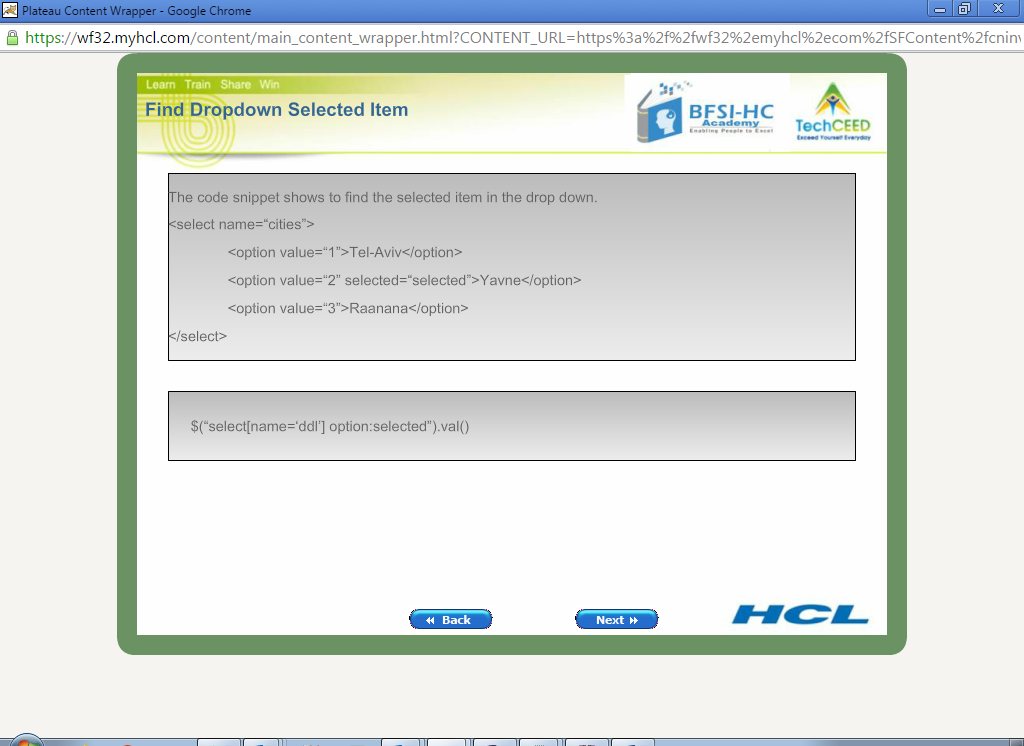 Plateau Content Wrapper - Google Chrome
https://wf32.myhcl.com/content/main_content_wrapper.html?CONTENT_URL=https%3a%2f%2fwf32%2emyhcl%2ecom%2fSFContent%2fcninv
Learn Train Share Win
Find Dropdown Selected Item
BFSI-HC
Academy
Enabling People to Excel
TechCEED
Exceed Yourself Everyday
The code snippet shows to find the selected item in the drop down.
<select name=“cities”>
<option value=“1”>Tel-Aviv</option>
<option value=“2” selected=“selected”>Yavne</option>
<option value=“3”>Raanana</option>
</select>
$(“select[name=‘ddl’] option:selected”).val()
Back
Next
HCL